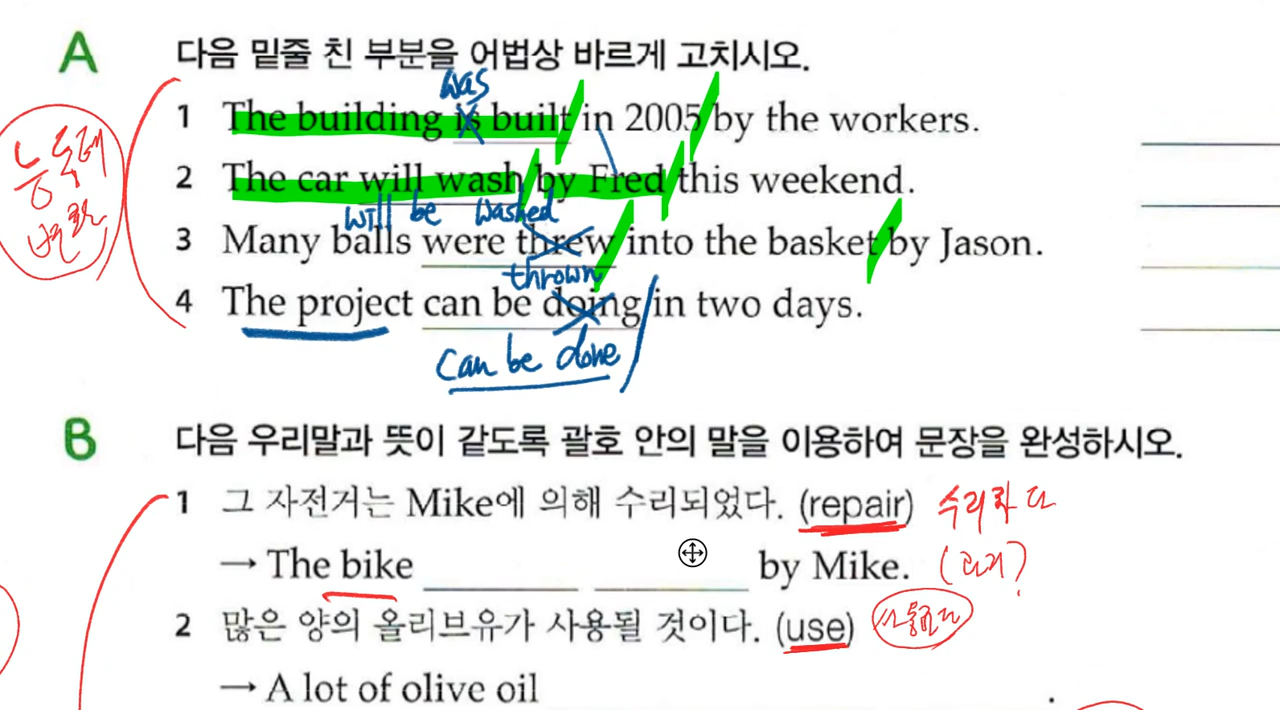 A 다음 밑줄 친 부분을 어법상 바르게 고치시오.
was
1 The building is built in 2005 by the workers.
능수태
변환
2 The car will wash by Fred this weekend.
will be washed
3 Many balls were threw into the basket by Jason.
thrown
4 The project can be doing in two days.
can be done
B 다음 우리말과 뜻이 같도록 괄호 안의 말을 이용하여 문장을 완성하시오.
1 그 자전거는 Mike에 의해 수리되었다. (repair) 수리하다
→ The bike by Mike.
2 많은 양의 올리브유가 사용될 것이다. (use)
→ A lot of olive oil .